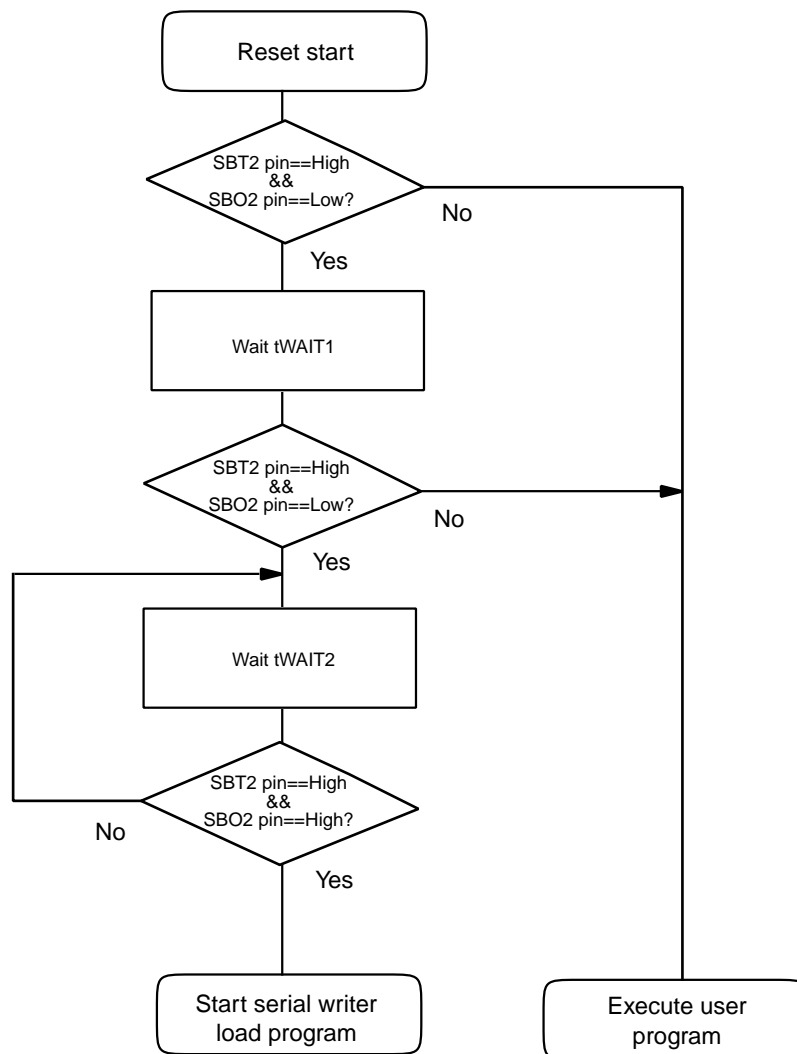 Reset start
SBT2 pin==High
&&
SBO2 pin==Low?
No
Yes
Wait tWAIT1
SBT2 pin==High
&&
SBO2 pin==Low?
No
Yes
Wait tWAIT2
SBT2 pin==High
&&
SBO2 pin==High?
No
Yes
Start serial writer
load program
Execute user
program